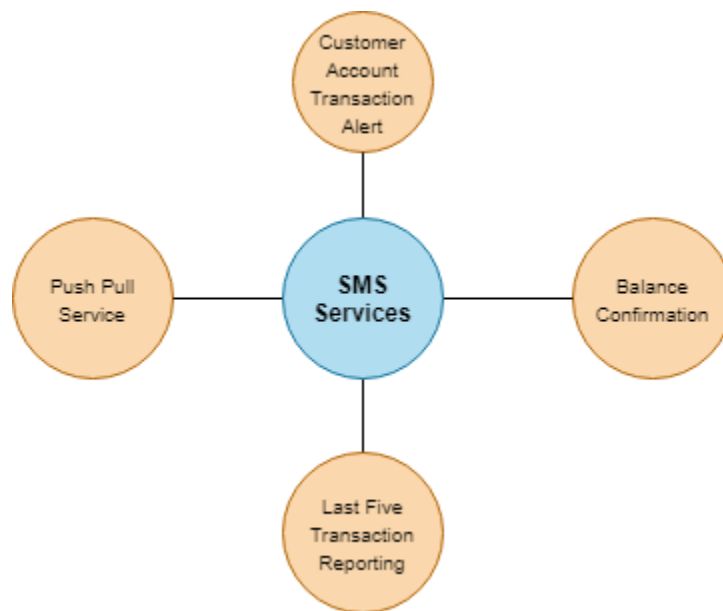 Customer
Account
Transaction
Alert
Push Pull
Service
SMS
Services
Balance
Confirmation
Last Five
Transaction
Reporting